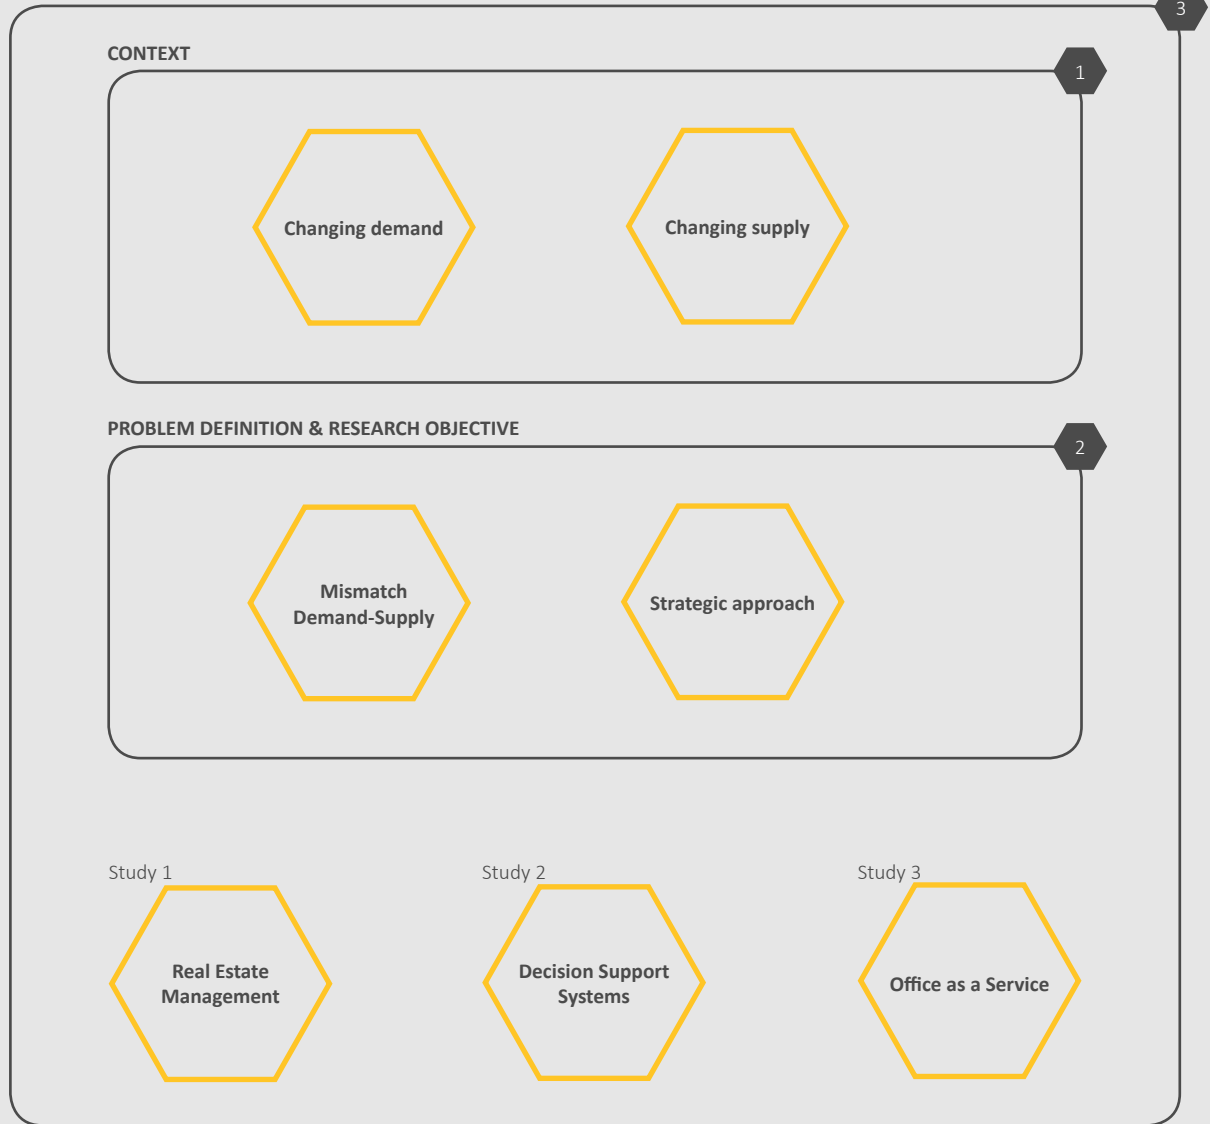 3
CONTEXT
1
Changing demand
Changing supply
PROBLEM DEFINITION & RESEARCH OBJECTIVE
2
Mismatch
Demand-Supply
Strategic approach
Study 1
Real Estate
Management
Study 2
Decision Support
Systems
Study 3
Office as a Service